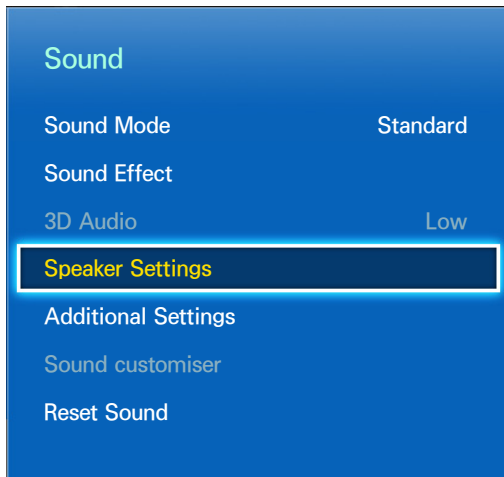 Sound
Sound Mode Standard
Sound Effect
3D Audio Low
Speaker Settings
Additional Settings
Sound customiser
Reset Sound